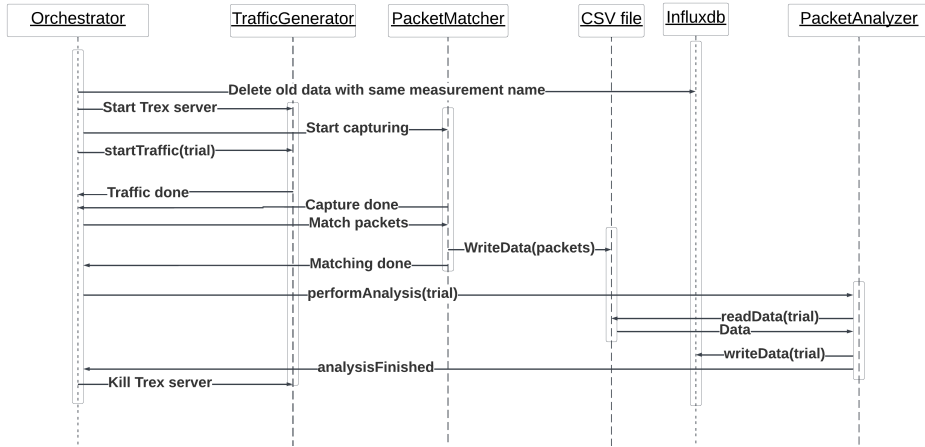 Orchestrator
TrafficGenerator
PacketMatcher
CSV file
Influxdb
PacketAnalyzer
Delete old data with same measurement name
Start Trex server
Start capturing
startTraffic(trial)
Traffic done
Capture done
Match packets
WriteData(packets)
Matching done
performAnalysis(trial)
readData(trial)
Data
writeData(trial)
analysisFinished
Kill Trex server